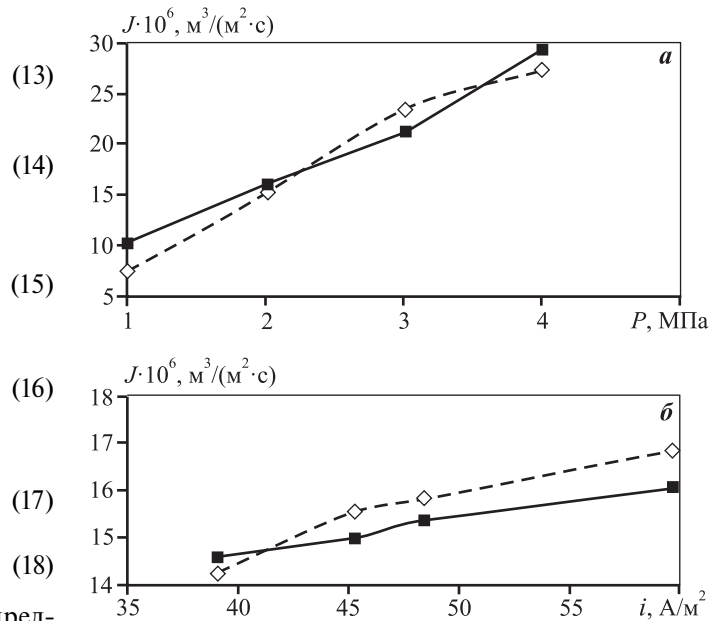 J·10⁶, м³/(м²·с)
30
а
(13)
25
20
(14)
15
10
(15)
5
1 2 3 4 P, МПа
J·10⁶, м³/(м²·с)
(16)
18
б
17
16
(17)
15
(18)
14
35 40 45 50 55 i, А/м²
пред-